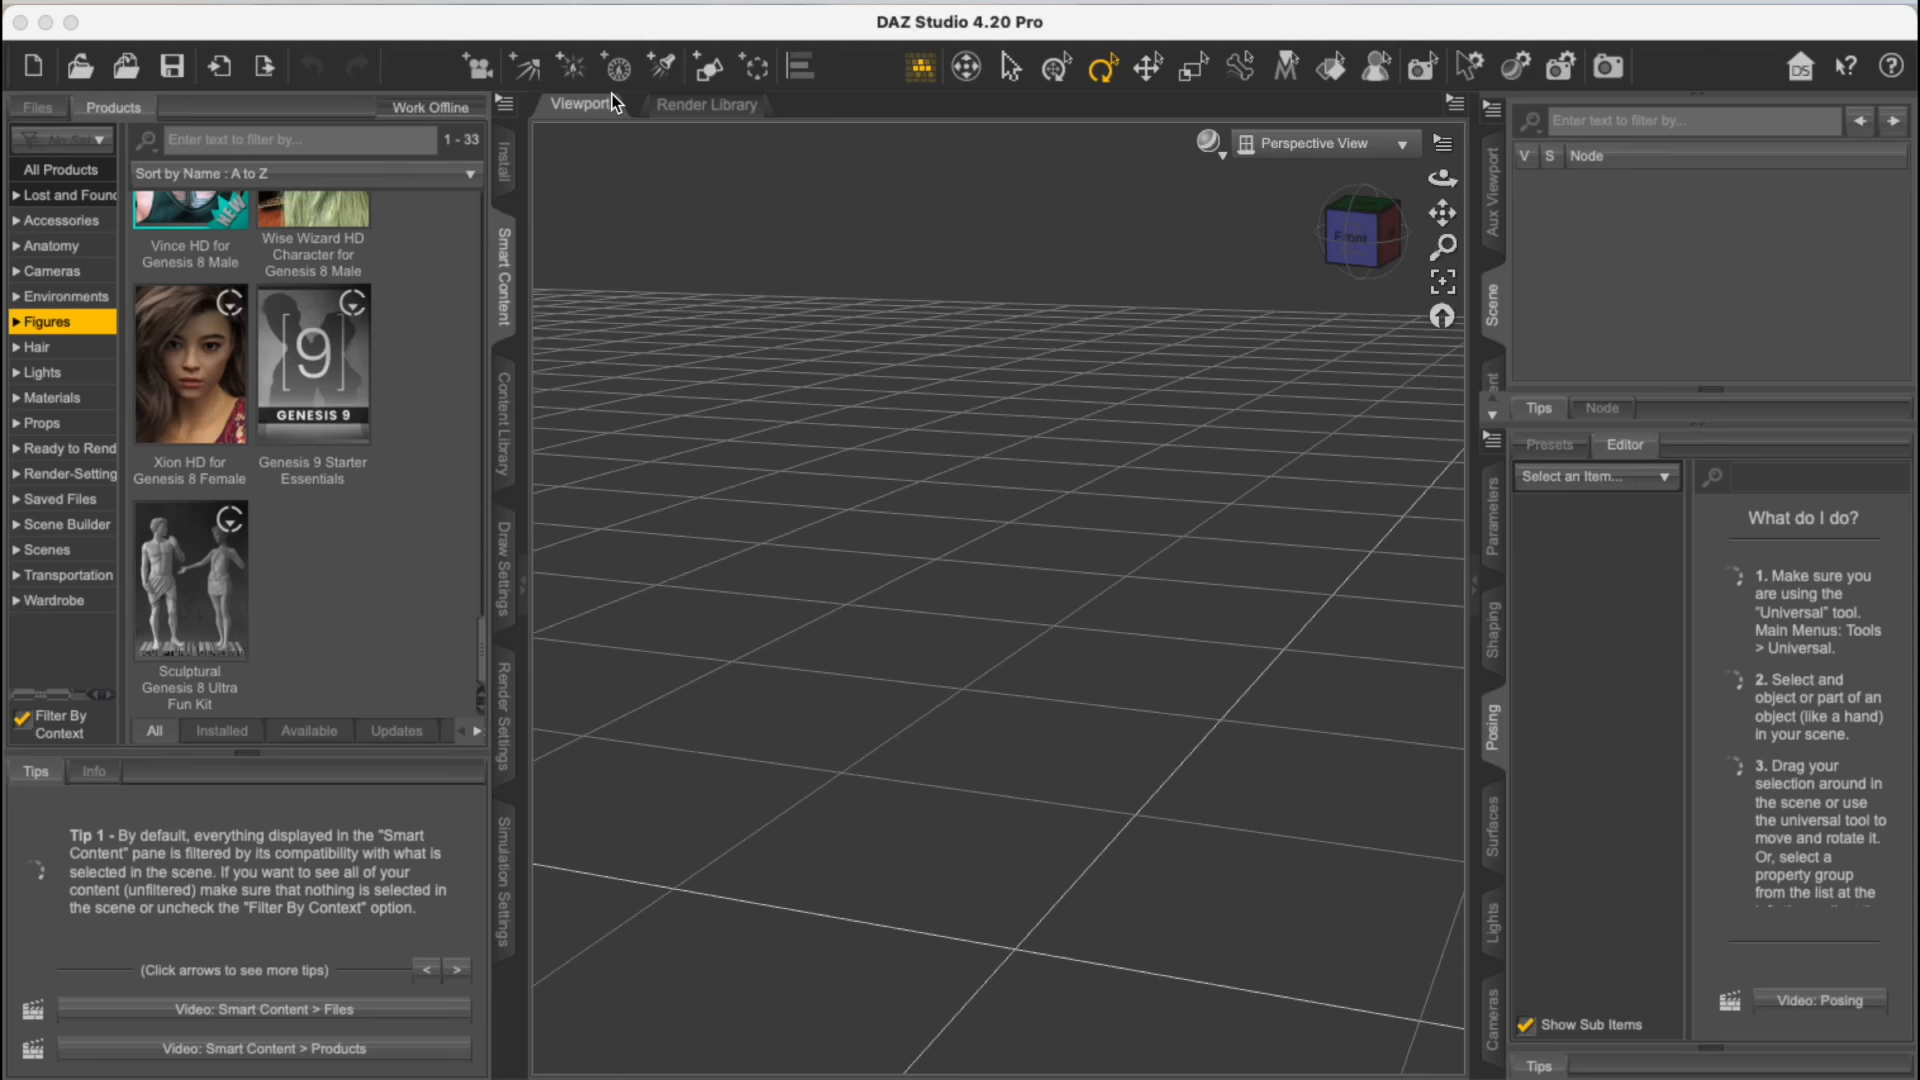 DAZ Studio 4.20 Pro
DS
Files
Products
Work Offline
Enter text to filter by...
1 - 33
Sort by Name : A to Z
All Products
Lost and Found
Accessories
Anatomy
Cameras
Environments
Figures
Hair
Lights
Materials
Props
Ready to Rend
Render-Setting
Saved Files
Scene Builder
Scenes
Transportation
Wardrobe
Filter By
Context
NEW
Vince HD for
Genesis 8 Male
Wise Wizard HD
Character for
Genesis 8 Male
[9]
GENESIS 9
Xion HD for
Genesis 8 Female
Genesis 9 Starter
Essentials
Sculptural
Genesis 8 Ultra
Fun Kit
All
Installed
Available
Updates
Tips
Info
Tip 1 - By default, everything displayed in the "Smart
Content" pane is filtered by its compatibility with what is
selected in the scene. If you want to see all of your
content (unfiltered) make sure that nothing is selected in
the scene or uncheck the "Filter By Context" option.
(Click arrows to see more tips)
<
>
Video: Smart Content > Files
Video: Smart Content > Products
Install
Smart Content
Content Library
Draw Settings
Render Settings
Simulation Settings
Viewport
Render Library
Perspective View
Front
Aux Viewport
Scene
Parameters
Shaping
Posing
Surfaces
Lights
Cameras
Enter text to filter by...
V
S
Node
Tips
Node
Presets
Editor
Select an Item...
What do I do?
1. Make sure you
are using the
"Universal" tool.
Main Menus: Tools
> Universal.
2. Select and
object or part of an
object (like a hand)
in your scene.
3. Drag your
selection around in
the scene or use
the universal tool to
move and rotate it.
Or, select a
property group
from the list at the
Video: Posing
Show Sub Items
Tips